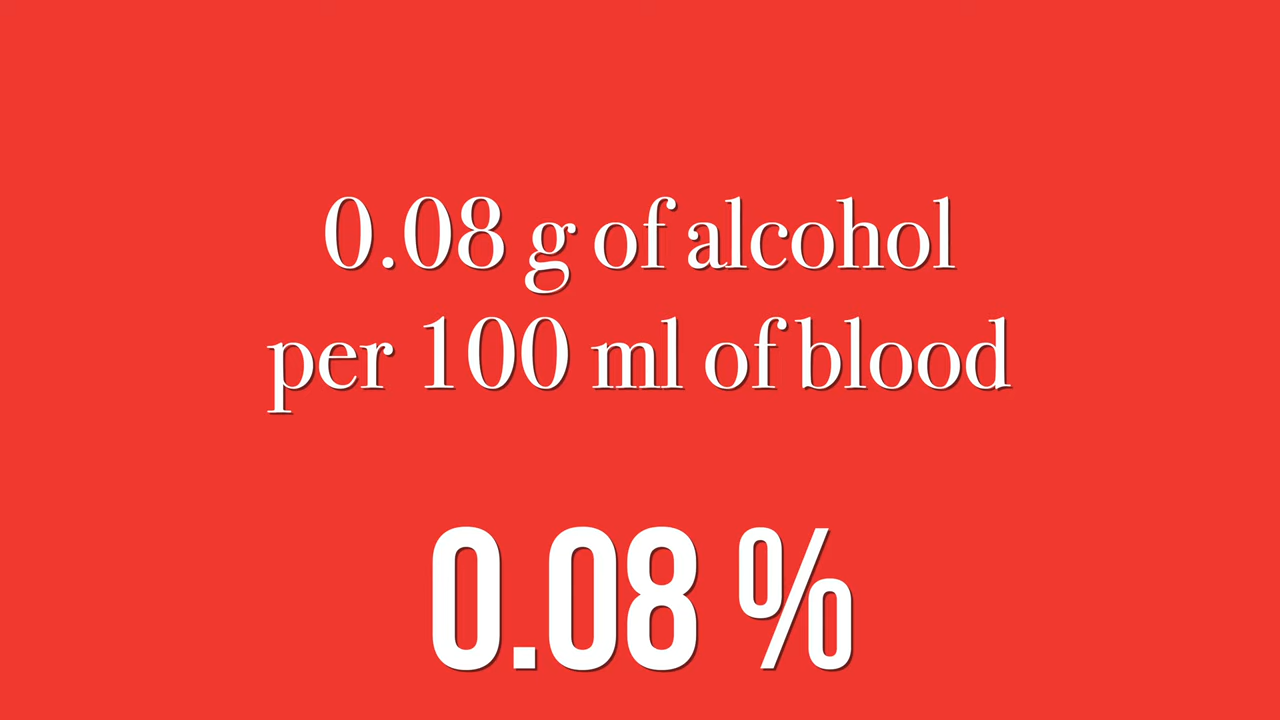 0.08 g of alcohol
per 100 ml of blood
0.08 %